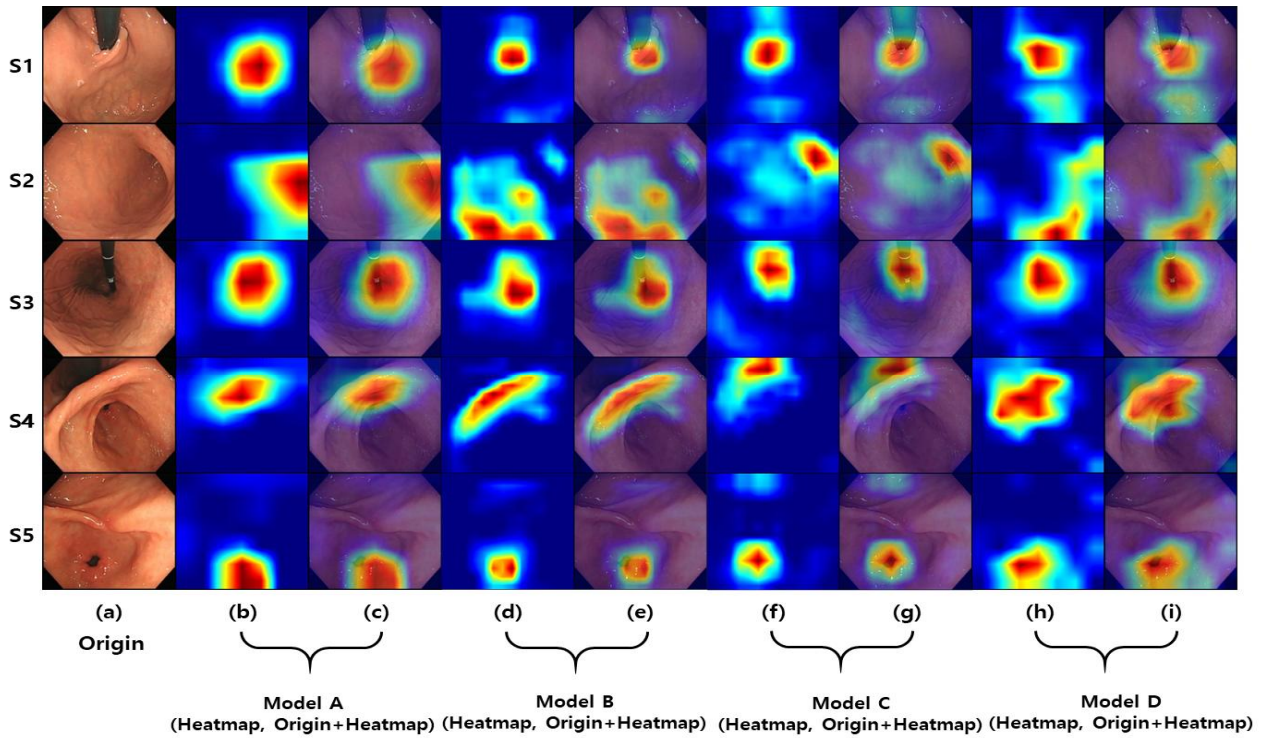 S1
S2
S3
S4
S5
(a) (b) (c) (d) (e) (f) (g) (h) (i)
Origin
Model A Model B Model C Model D
(Heatmap, Origin+Heatmap) (Heatmap, Origin+Heatmap) (Heatmap, Origin+Heatmap) (Heatmap, Origin+Heatmap)